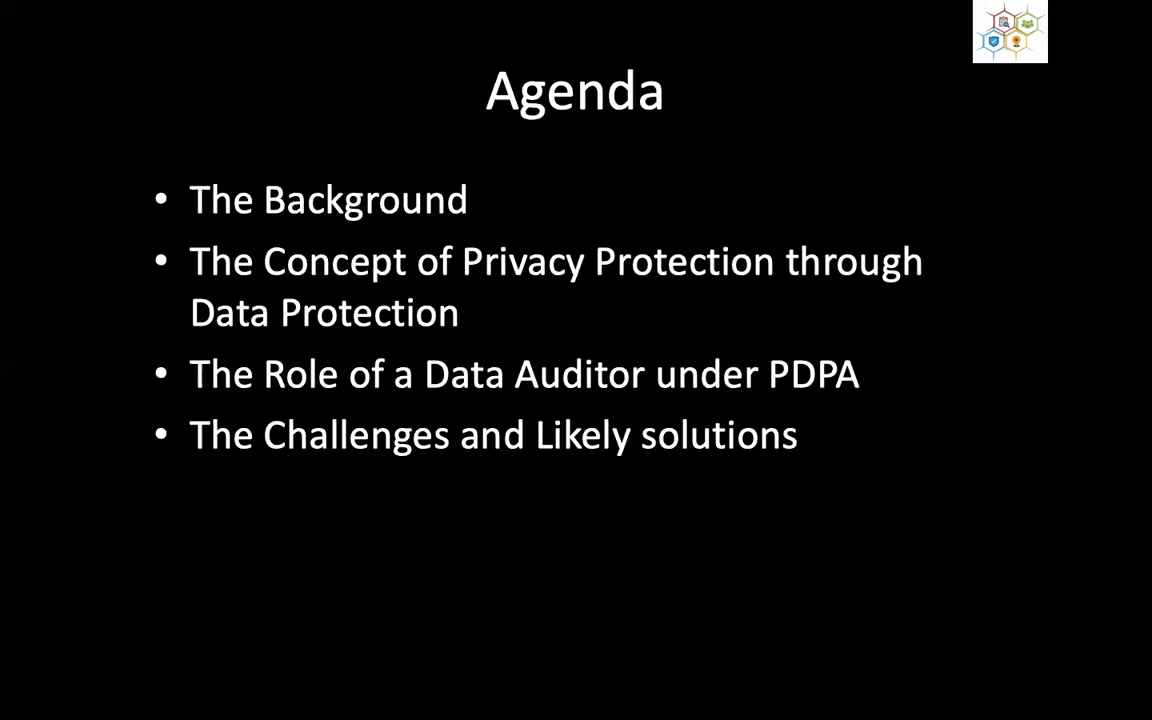 Agenda
• The Background
• The Concept of Privacy Protection through
Data Protection
• The Role of a Data Auditor under PDPA
• The Challenges and Likely solutions